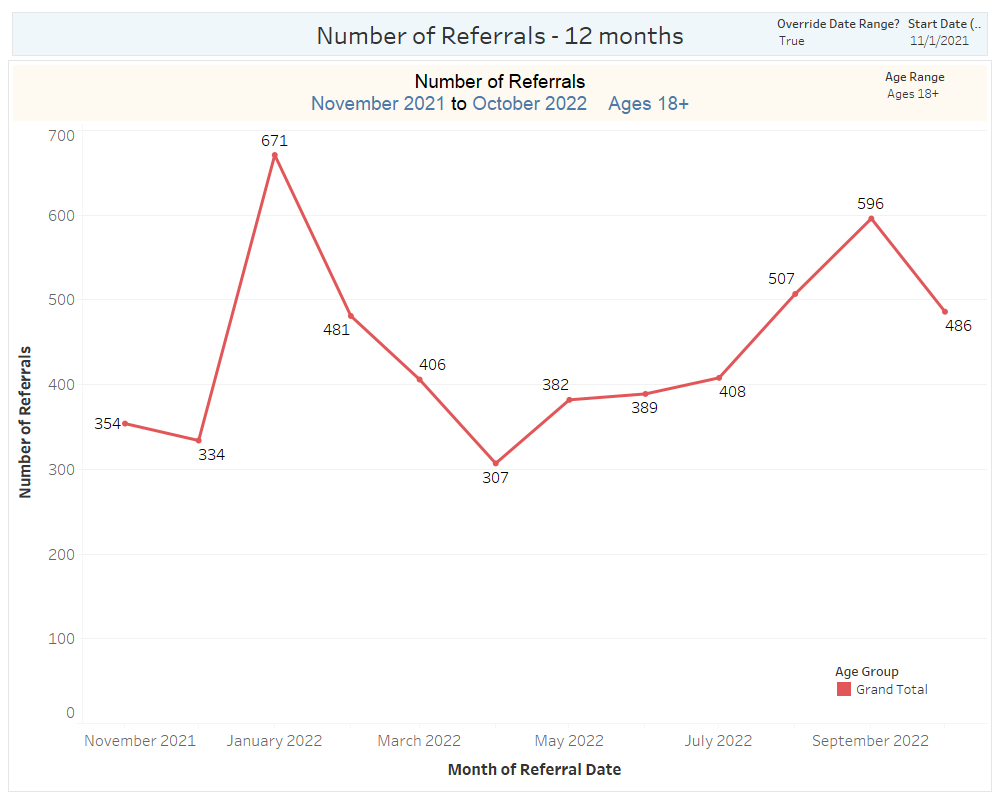 Number of Referrals - 12 months
Override Date Range?
True
Start Date (..
11/1/2021
Number of Referrals
November 2021 to October 2022 Ages 18+
Age Range
Ages 18+
Number of Referrals
700
600
500
400
300
200
100
0
354
334
671
481
406
307
382
389
408
507
596
486
Age Group
Grand Total
November 2021
January 2022
March 2022
May 2022
July 2022
September 2022
Month of Referral Date